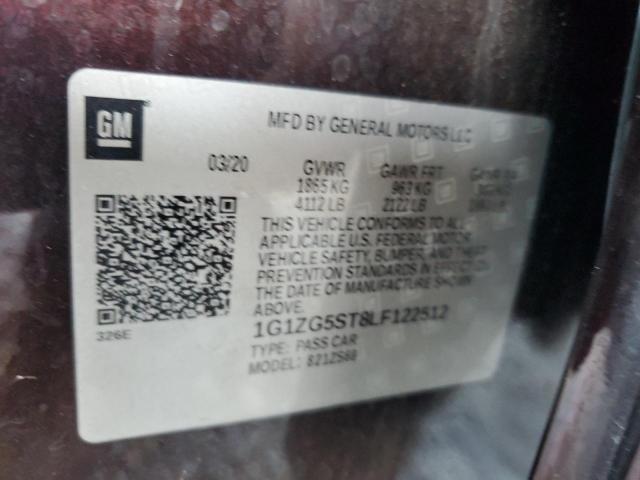 GM
MFD BY GENERAL MOTORS LLC
03/20 GVWR GAWR FRT
1865 KG 963 KG
4112 LB 2122 LB
THIS VEHICLE CONFORMS TO ALL
APPLICABLE U.S. FEDERAL MOTOR
VEHICLE SAFETY, BUMPER, AND THEFT
PREVENTION STANDARDS IN EFFECT ON
THE DATE OF MANUFACTURE SHOWN
ABOVE.
326E
1G1ZG5ST8LF122512
TYPE: PASS CAR
MODEL: